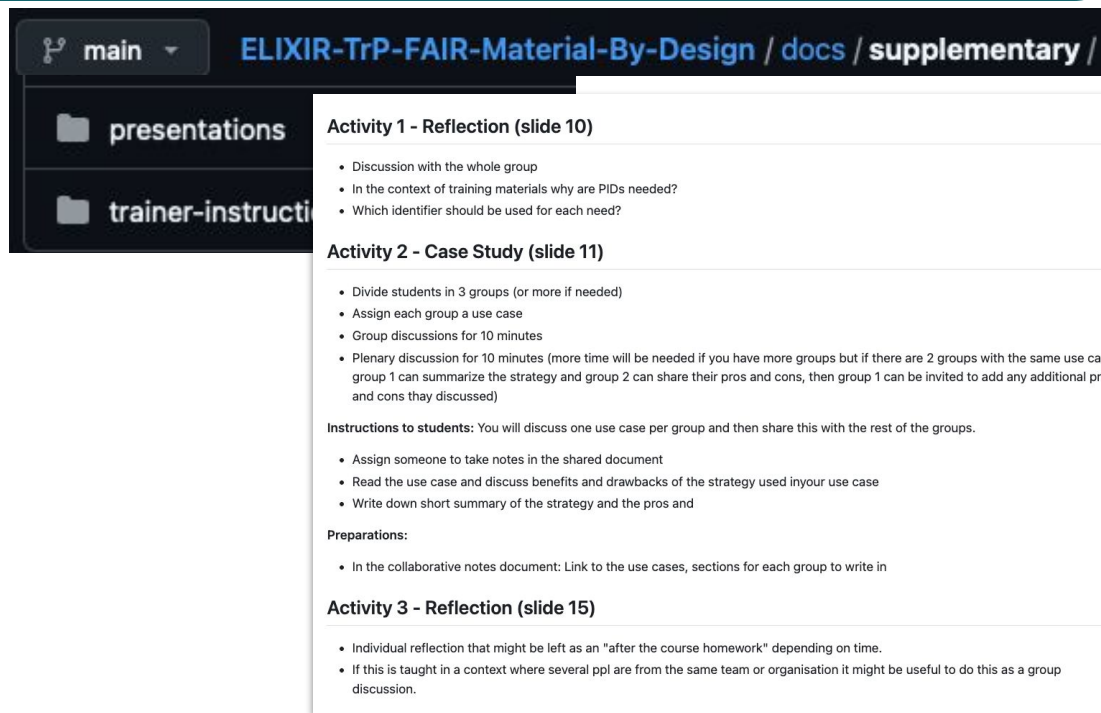 main
ELIXIR-TrP-FAIR-Material-By-Design / docs / supplementary /
presentations
trainer-instructi
Activity 1 - Reflection (slide 10)
• Discussion with the whole group
• In the context of training materials why are PIDs needed?
• Which identifier should be used for each need?
Activity 2 - Case Study (slide 11)
• Divide students in 3 groups (or more if needed)
• Assign each group a use case
• Group discussions for 10 minutes
• Plenary discussion for 10 minutes (more time will be needed if you have more groups but if there are 2 groups with the same use ca
group 1 can summarize the strategy and group 2 can share their pros and cons, then group 1 can be invited to add any additional pr
and cons thay discussed)
Instructions to students: You will discuss one use case per group and then share this with the rest of the groups.
• Assign someone to take notes in the shared document
• Read the use case and discuss benefits and drawbacks of the strategy used inyour use case
• Write down short summary of the strategy and the pros and
Preparations:
• In the collaborative notes document: Link to the use cases, sections for each group to write in
Activity 3 - Reflection (slide 15)
• Individual reflection that might be left as an "after the course homework" depending on time.
• If this is taught in a context where several ppl are from the same team or organisation it might be useful to do this as a group
discussion.